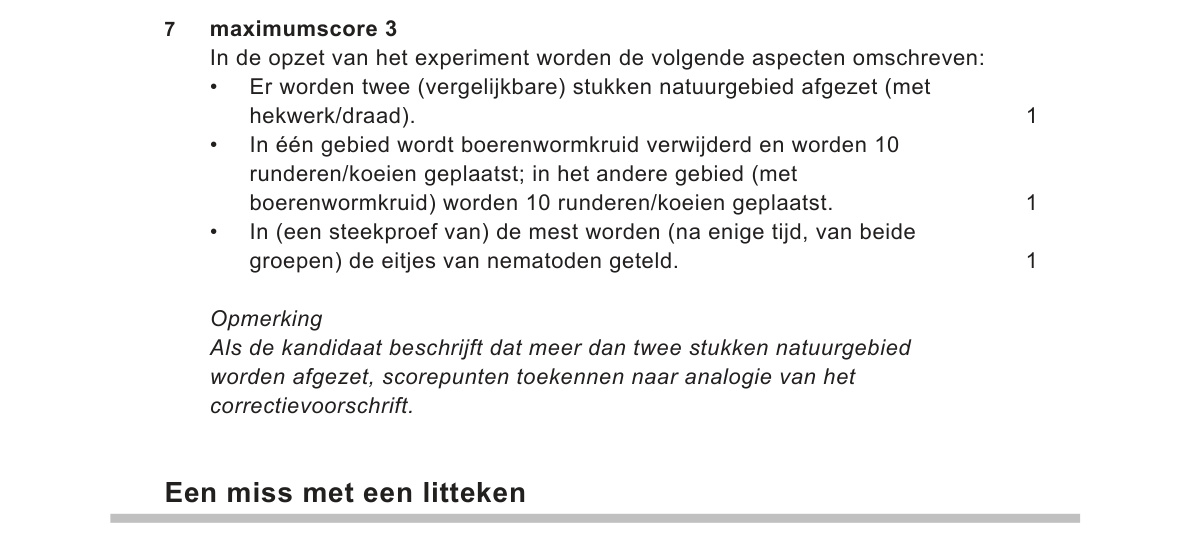 7 maximumscore 3
In de opzet van het experiment worden de volgende aspecten omschreven:
• Er worden twee (vergelijkbare) stukken natuurgebied afgezet (met
hekwerk/draad). 1
• In één gebied wordt boerenwormkruid verwijderd en worden 10
runderen/koeien geplaatst; in het andere gebied (met
boerenwormkruid) worden 10 runderen/koeien geplaatst. 1
• In (een steekproef van) de mest worden (na enige tijd, van beide
groepen) de eitjes van nematoden geteld. 1
Opmerking
Als de kandidaat beschrijft dat meer dan twee stukken natuurgebied
worden afgezet, scorepunten toekennen naar analogie van het
correctievoorschrift.
Een miss met een litteken